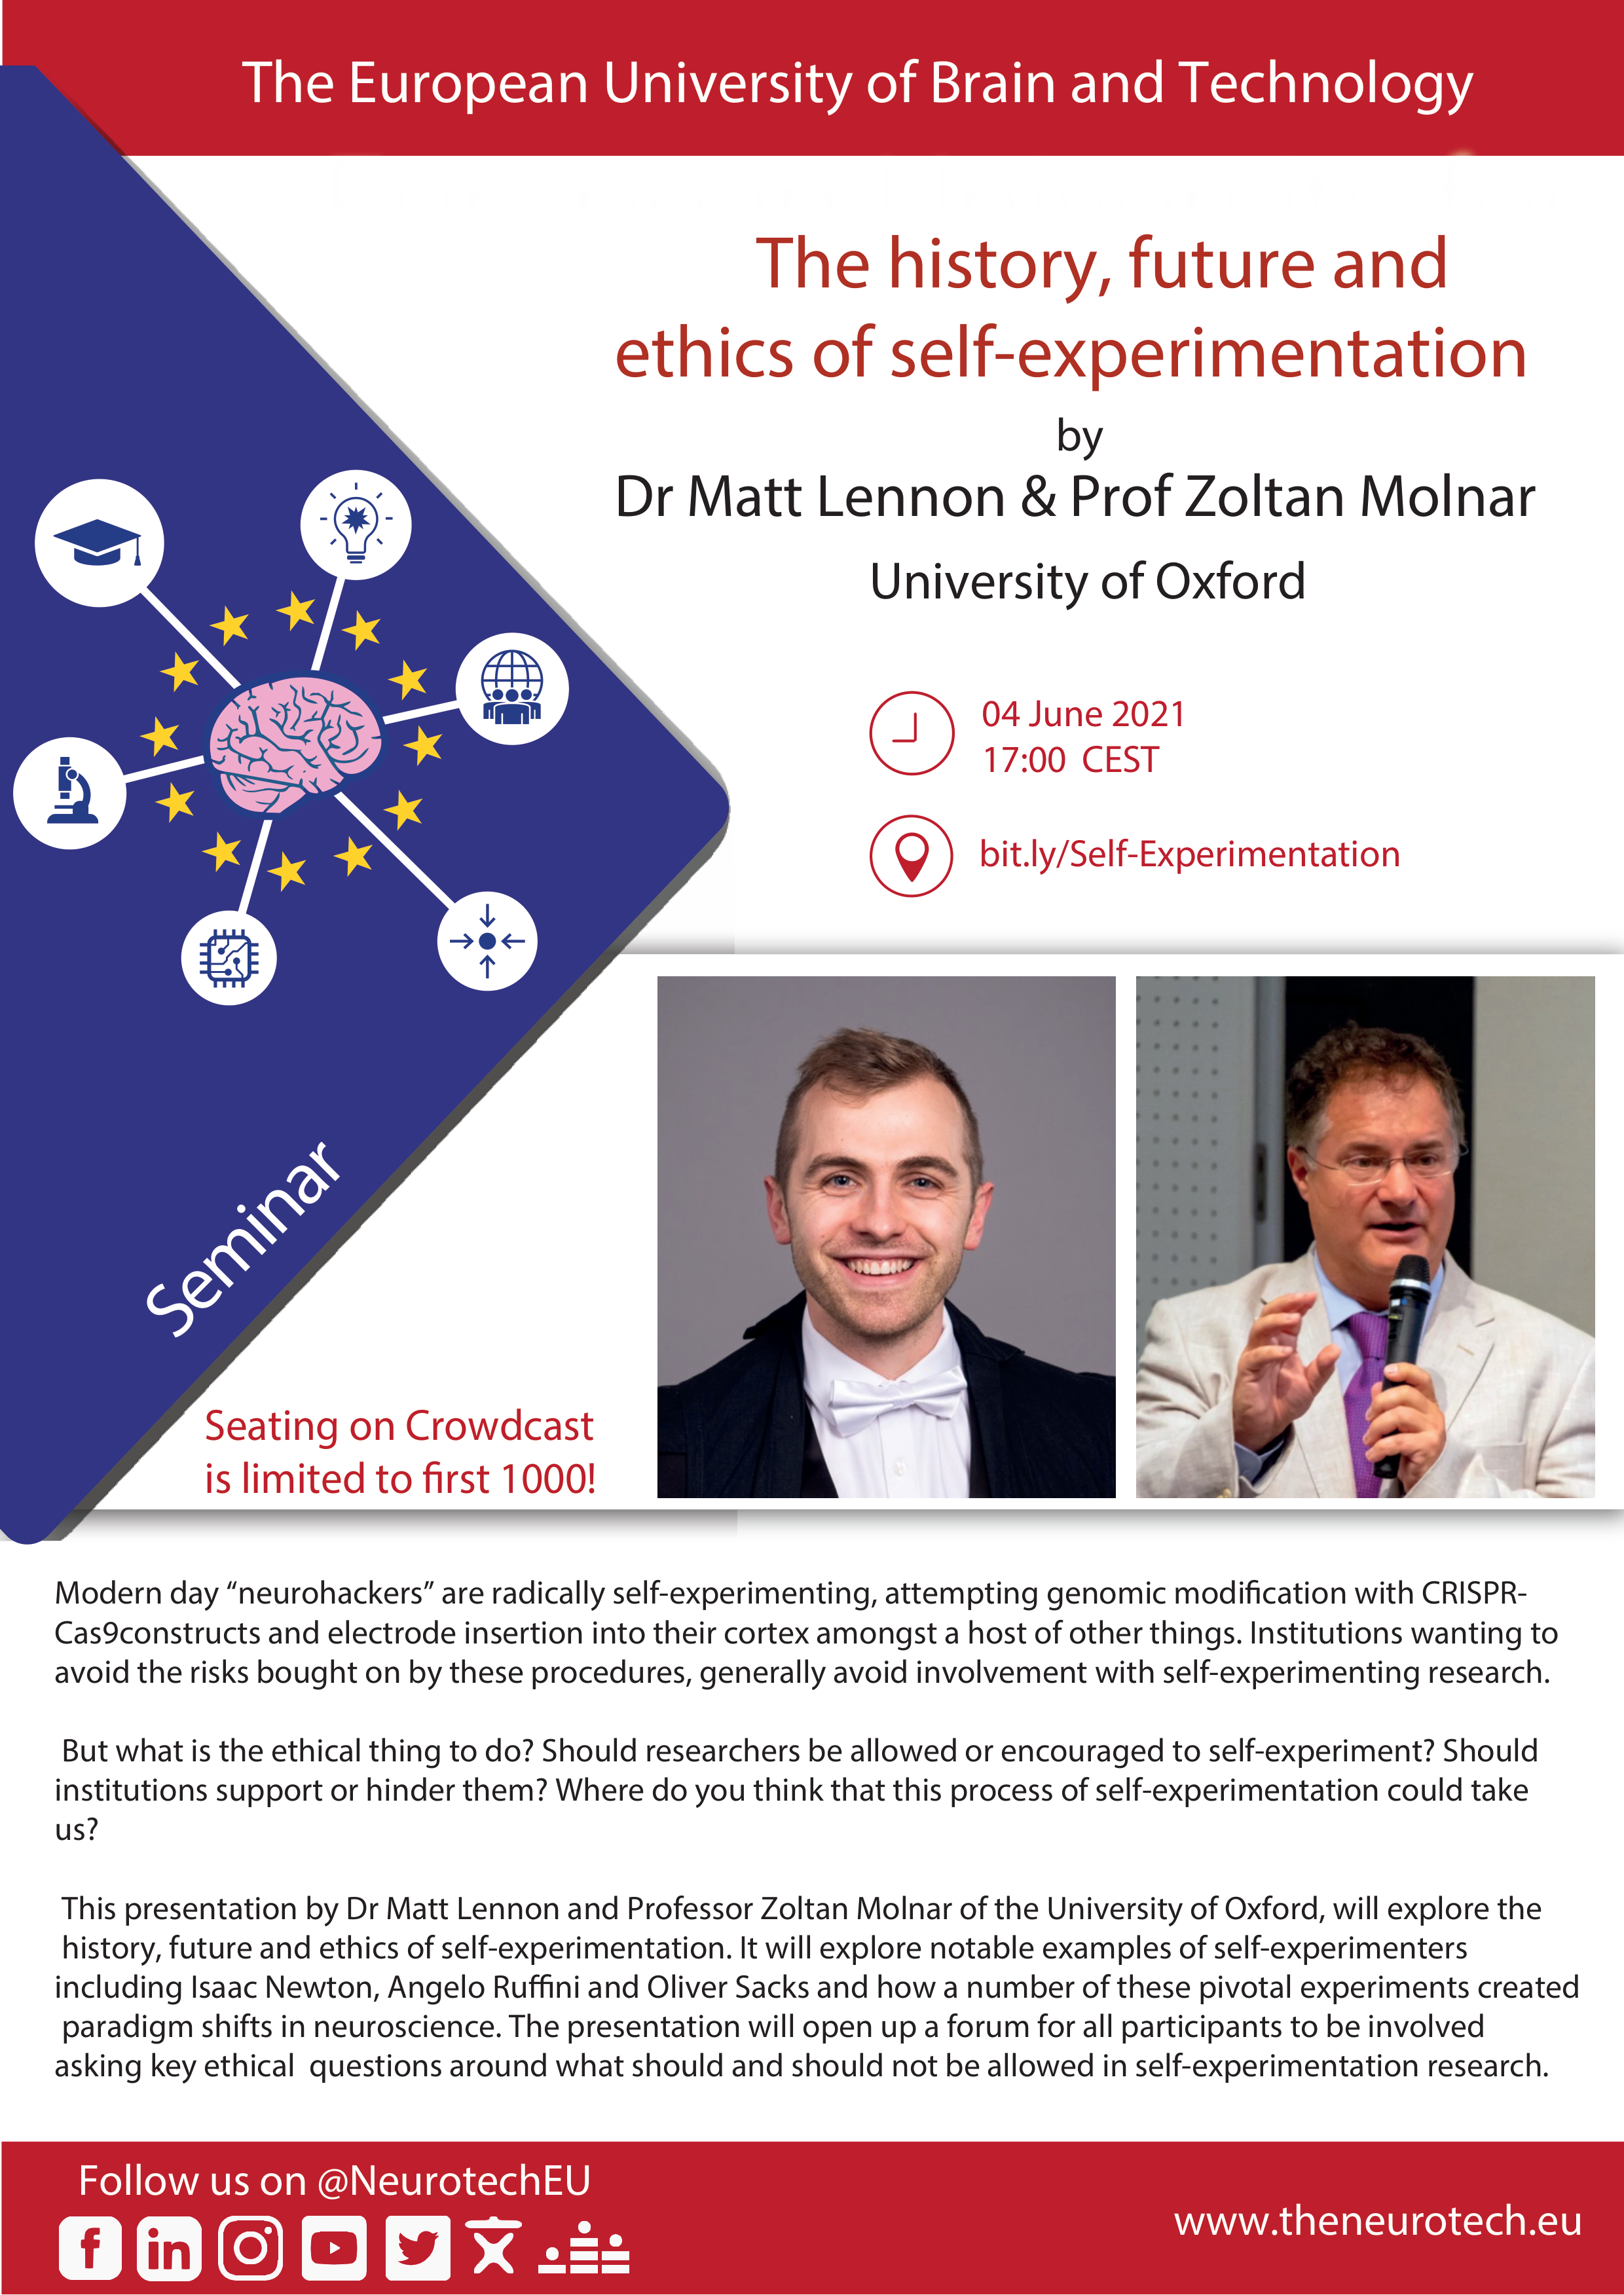 The European University of Brain and Technology
The history, future and
ethics of self-experimentation
by
Dr Matt Lennon & Prof Zoltan Molnar
University of Oxford
04 June 2021
17:00 CEST
bit.ly/Self-Experimentation
Seminar
Seating on Crowdcast
is limited to first 1000!
Modern day “neurohackers” are radically self-experimenting, attempting genomic modification with CRISPR-
Cas9constructs and electrode insertion into their cortex amongst a host of other things. Institutions wanting to
avoid the risks bought on by these procedures, generally avoid involvement with self-experimenting research.
But what is the ethical thing to do? Should researchers be allowed or encouraged to self-experiment? Should
institutions support or hinder them? Where do you think that this process of self-experimentation could take
us?
This presentation by Dr Matt Lennon and Professor Zoltan Molnar of the University of Oxford, will explore the
history, future and ethics of self-experimentation. It will explore notable examples of self-experimenters
including Isaac Newton, Angelo Ruffini and Oliver Sacks and how a number of these pivotal experiments created
paradigm shifts in neuroscience. The presentation will open up a forum for all participants to be involved
asking key ethical questions around what should and should not be allowed in self-experimentation research.
Follow us on @NeurotechEU
www.theneurotech.eu